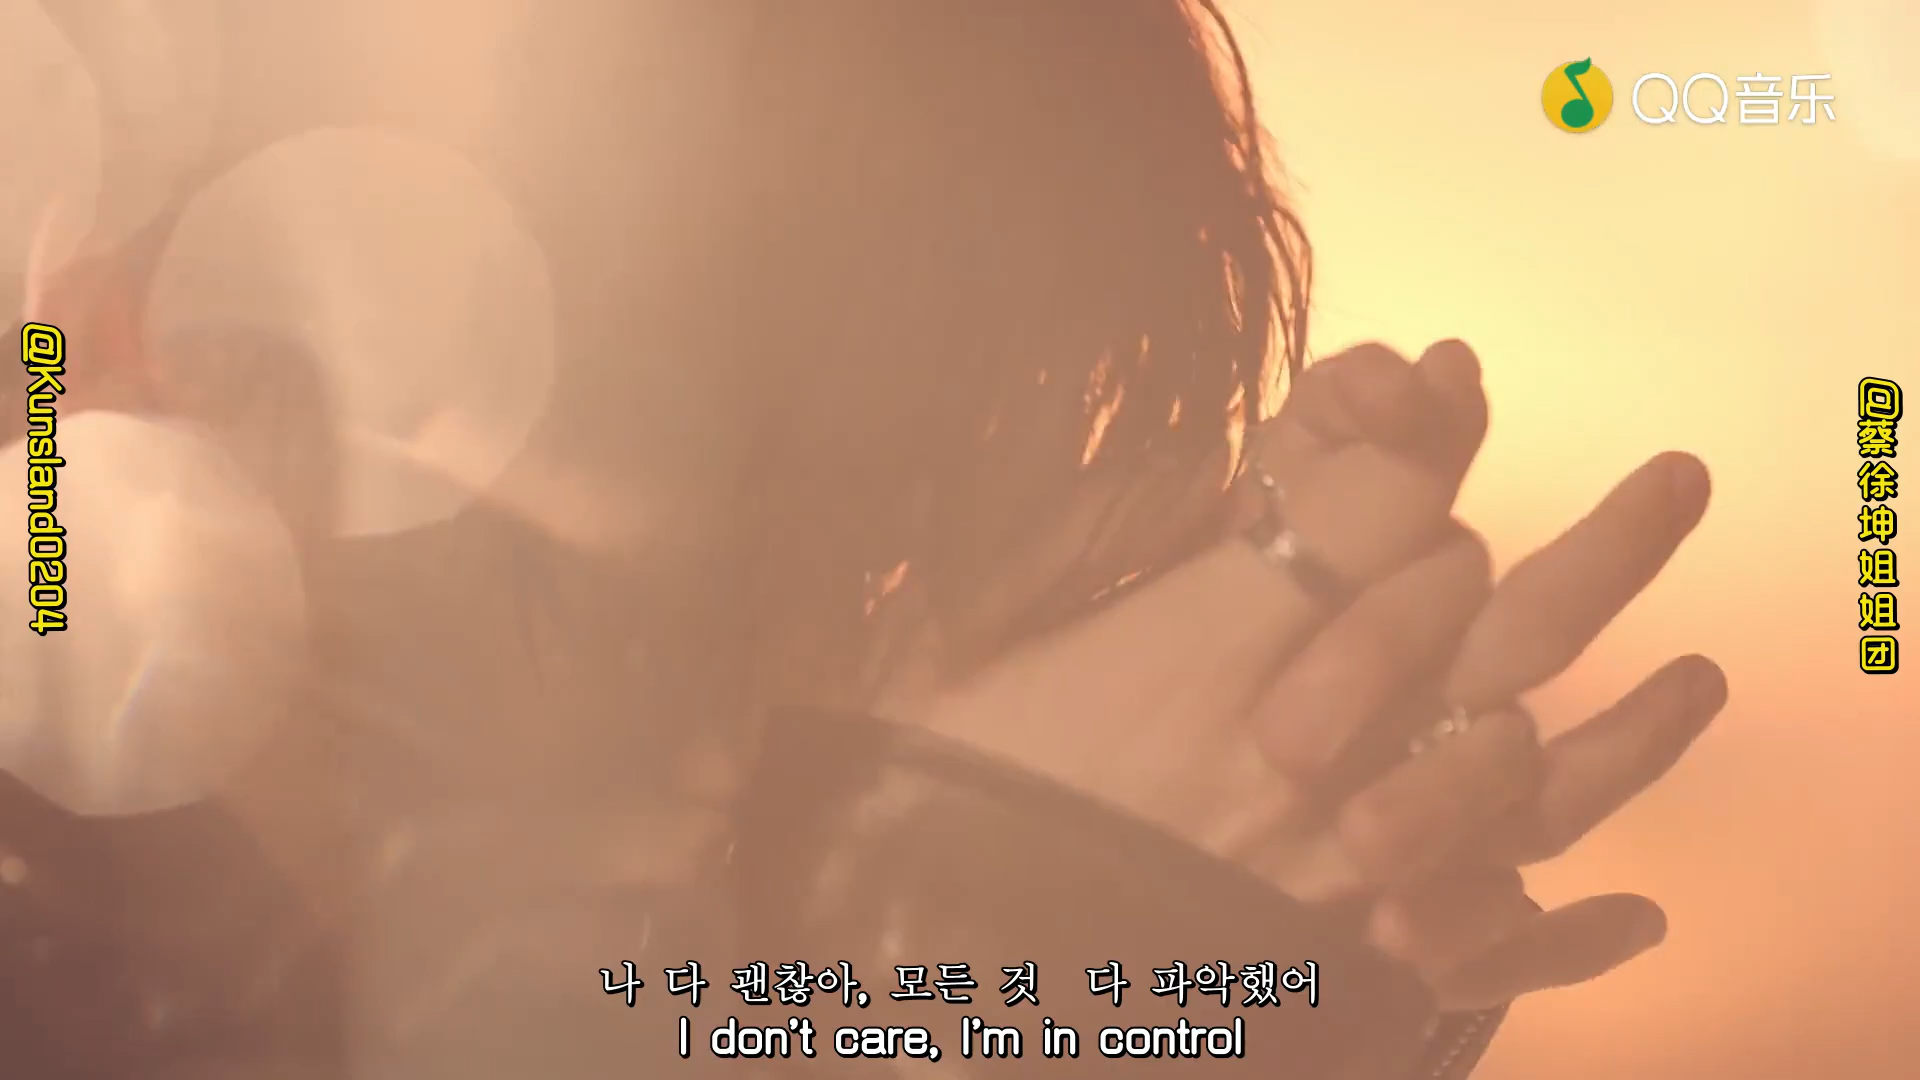 QQ音乐
@Kunsland0204
@蔡徐坤姐姐团
나 다 괜찮아, 모든 것 다 파악했어
I don't care, I'm in control